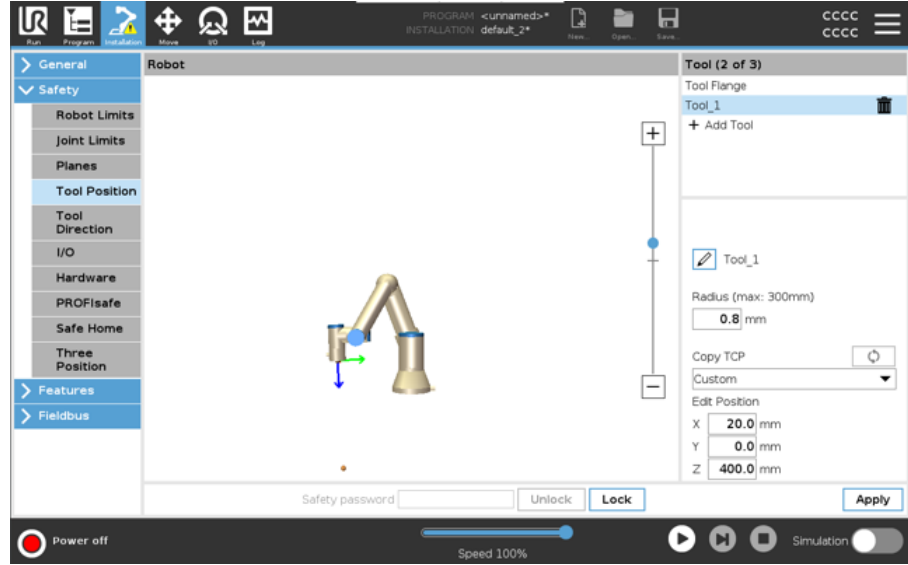 PROGRAM <unnamed>*
INSTALLATION default_2*
CCCC
CCCC
Run Program Installation Move I/O Log New... Open... Save...
General
Safety
Robot Limits
Joint Limits
Planes
Tool Position
Tool
Direction
I/O
Hardware
PROFIsafe
Safe Home
Three
Position
Features
Fieldbus
Robot
Tool (2 of 3)
Tool Flange
Tool_1
+ Add Tool
Tool_1
Radius (max: 300mm)
0.8 mm
Copy TCP
Custom
Edit Position
X 20.0 mm
Y 0.0 mm
Z 400.0 mm
Safety password Unlock Lock Apply
Power off
Speed 100%
Simulation